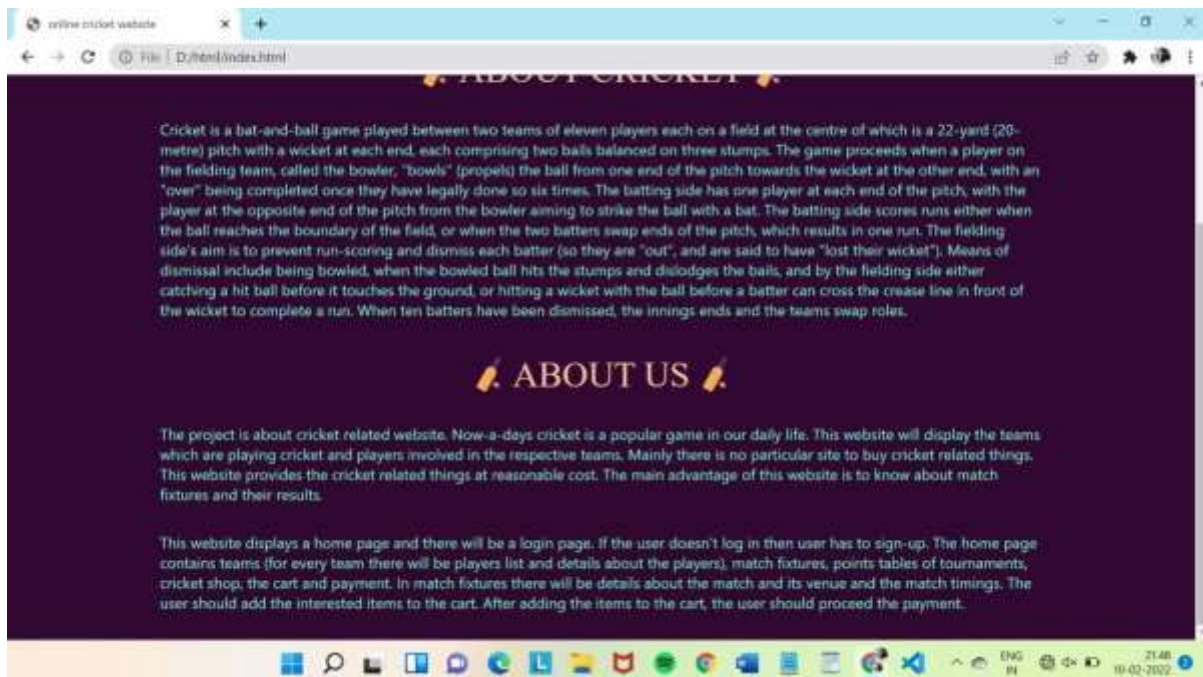 online cricket website
File D:/html/index.html
ABOUT CRICKET
Cricket is a bat-and-ball game played between two teams of eleven players each on a field at the centre of which is a 22-yard (20-
metre) pitch with a wicket at each end, each comprising two bails balanced on three stumps. The game proceeds when a player on
the fielding team, called the bowler, "bowls" (propels) the ball from one end of the pitch towards the wicket at the other end, with an
"over" being completed once they have legally done so six times. The batting side has one player at each end of the pitch, with the
player at the opposite end of the pitch from the bowler aiming to strike the ball with a bat. The batting side scores runs either when
the ball reaches the boundary of the field, or when the two batters swap ends of the pitch, which results in one run. The fielding
side's aim is to prevent run-scoring and dismiss each batter (so they are "out", and are said to have "lost their wicket"). Means of
dismissal include being bowled, when the bowled ball hits the stumps and dislodges the bails, and by the fielding side either
catching a hit ball before it touches the ground, or hitting a wicket with the ball before a batter can cross the crease line in front of
the wicket to complete a run. When ten batters have been dismissed, the innings ends and the teams swap roles.
ABOUT US
The project is about cricket related website. Now-a-days cricket is a popular game in our daily life. This website will display the teams
which are playing cricket and players involved in the respective teams. Mainly there is no particular site to buy cricket related things.
This website provides the cricket related things at reasonable cost. The main advantage of this website is to know about match
fixtures and their results.
This website displays a home page and there will be a login page. If the user doesn't log in then user has to sign-up. The home page
contains teams (for every team there will be players list and details about the players), match fixtures, points tables of tournaments,
cricket shop, the cart and payment. In match fixtures there will be details about the match and its venue and the match timings. The
user should add the interested items to the cart. After adding the items to the cart, the user should proceed the payment.
ENG
IN
21:48
19-02-2022